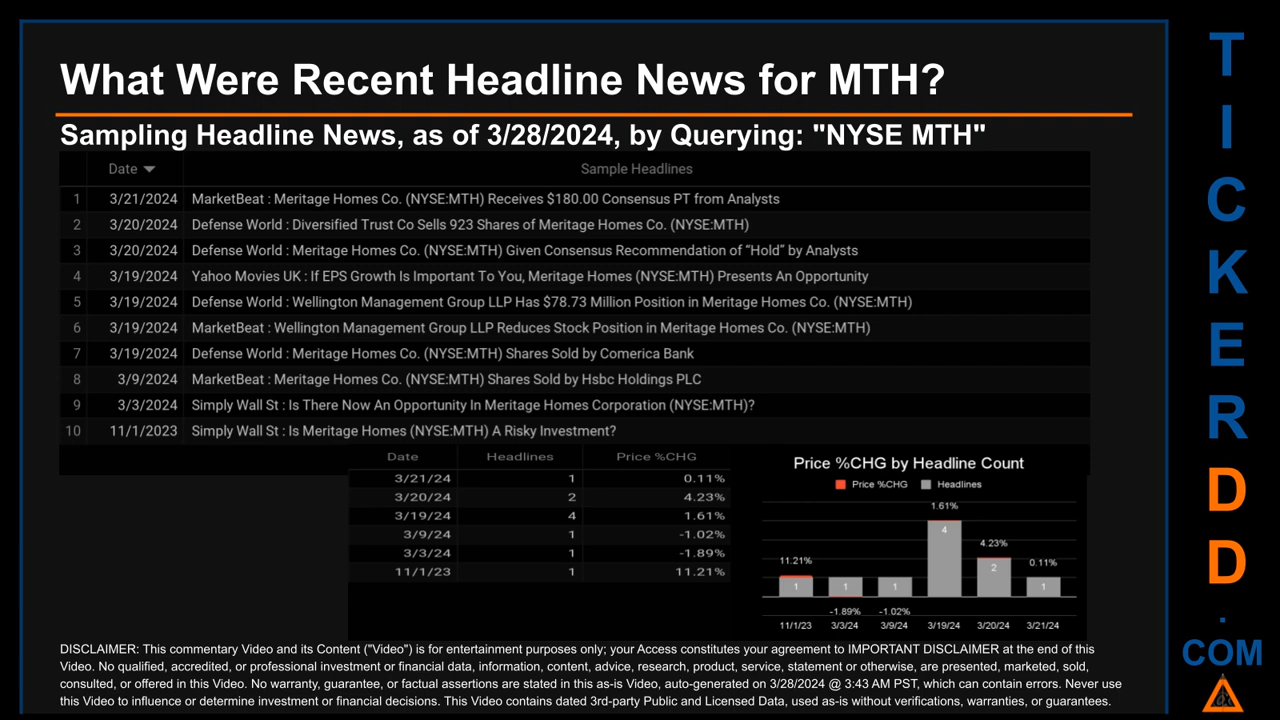 What Were Recent Headline News for MTH?
Sampling Headline News, as of 3/28/2024, by Querying: "NYSE MTH"
Date Sample Headlines
1 3/21/2024 MarketBeat : Meritage Homes Co. (NYSE:MTH) Receives $180.00 Consensus PT from Analysts
2 3/20/2024 Defense World : Diversified Trust Co Sells 923 Shares of Meritage Homes Co. (NYSE:MTH)
3 3/20/2024 Defense World : Meritage Homes Co. (NYSE:MTH) Given Consensus Recommendation of “Hold” by Analysts
4 3/19/2024 Yahoo Movies UK : If EPS Growth Is Important To You, Meritage Homes (NYSE:MTH) Presents An Opportunity
5 3/19/2024 Defense World : Wellington Management Group LLP Has $78.73 Million Position in Meritage Homes Co. (NYSE:MTH)
6 3/19/2024 MarketBeat : Wellington Management Group LLP Reduces Stock Position in Meritage Homes Co. (NYSE:MTH)
7 3/19/2024 Defense World : Meritage Homes Co. (NYSE:MTH) Shares Sold by Comerica Bank
8 3/9/2024 MarketBeat : Meritage Homes Co. (NYSE:MTH) Shares Sold by Hsbc Holdings PLC
9 3/3/2024 Simply Wall St : Is There Now An Opportunity In Meritage Homes Corporation (NYSE:MTH)?
10 11/1/2023 Simply Wall St : Is Meritage Homes (NYSE:MTH) A Risky Investment?
Date Headlines Price %CHG
3/21/24 1 0.11%
3/20/24 2 4.23%
3/19/24 4 1.61%
3/9/24 1 -1.02%
3/3/24 1 -1.89%
11/1/23 1 11.21%
Price %CHG by Headline Count
Price %CHG Headlines
1.61%
4
4.23%
11.21% 2 0.11%
1 1 1 1
-1.89% -1.02%
11/1/23 3/3/24 3/9/24 3/19/24 3/20/24 3/21/24
DISCLAIMER: This commentary Video and its Content ("Video") is for entertainment purposes only; your Access constitutes your agreement to IMPORTANT DISCLAIMER at the end of this
Video. No qualified, accredited, or professional investment or financial data, information, content, advice, research, product, service, statement or otherwise, are presented, marketed, sold,
consulted, or offered in this Video. No warranty, guarantee, or factual assertions are stated in this as-is Video, auto-generated on 3/28/2024 @ 3:43 AM PST, which can contain errors. Never use
this Video to influence or determine investment or financial decisions. This Video contains dated 3rd-party Public and Licensed Data, used as-is without verifications, warranties, or guarantees.
T
I
C
K
E
R
D
D
.
COM